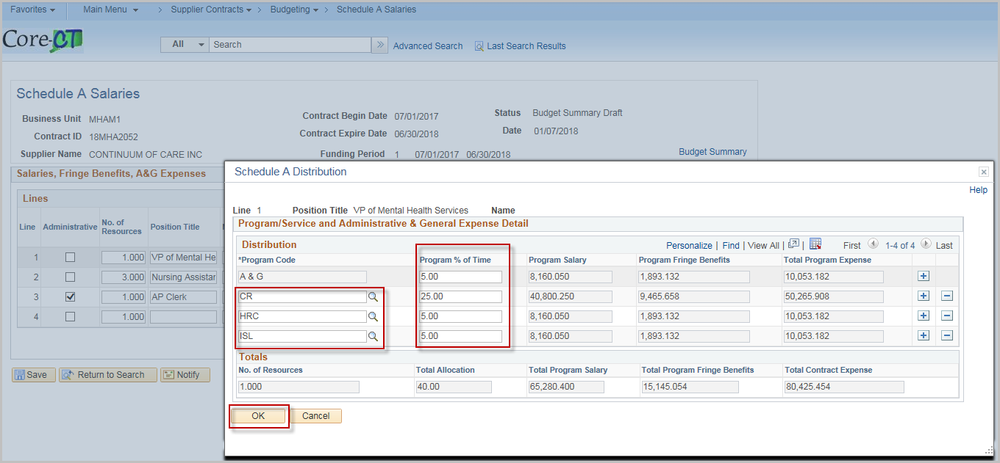 Favorites Main Menu > Supplier Contracts > Budgeting > Schedule A Salaries
Core-CT
All Search Advanced Search Last Search Results
Schedule A Salaries
Business Unit MHAM1 Contract Begin Date 07/01/2017 Status Budget Summary Draft
Contract ID 18MHA2052 Contract Expire Date 06/30/2018 Date 01/07/2018
Supplier Name CONTINUUM OF CARE INC Funding Period 1 07/01/2017 06/30/2018 Budget Summary
Salaries, Fringe Benefits, A&G Expenses
Lines
Line Administrative No. of Resources Position Title
1 1.000 VP of Mental He
2 3.000 Nursing Assistan
3 1.000 AP Clerk
4 1.000
Save Return to Search Notify
Schedule A Distribution
Help
Line 1 Position Title VP of Mental Health Services Name
Program/Service and Administrative & General Expense Detail
Distribution Personalize | Find | View All | | First 1-4 of 4 Last
*Program Code Program % of Time Program Salary Program Fringe Benefits Total Program Expense
A & G 5.00 8,160.050 1,893.132 10,053.182
CR 25.00 40,800.250 9,465.658 50,265.908
HRC 5.00 8,160.050 1,893.132 10,053.182
ISL 5.00 8,160.050 1,893.132 10,053.182
Totals
No. of Resources Total Allocation Total Program Salary Total Program Fringe Benefits Total Contract Expense
1.000 40.00 65,280.400 15,145.054 80,425.454
OK Cancel